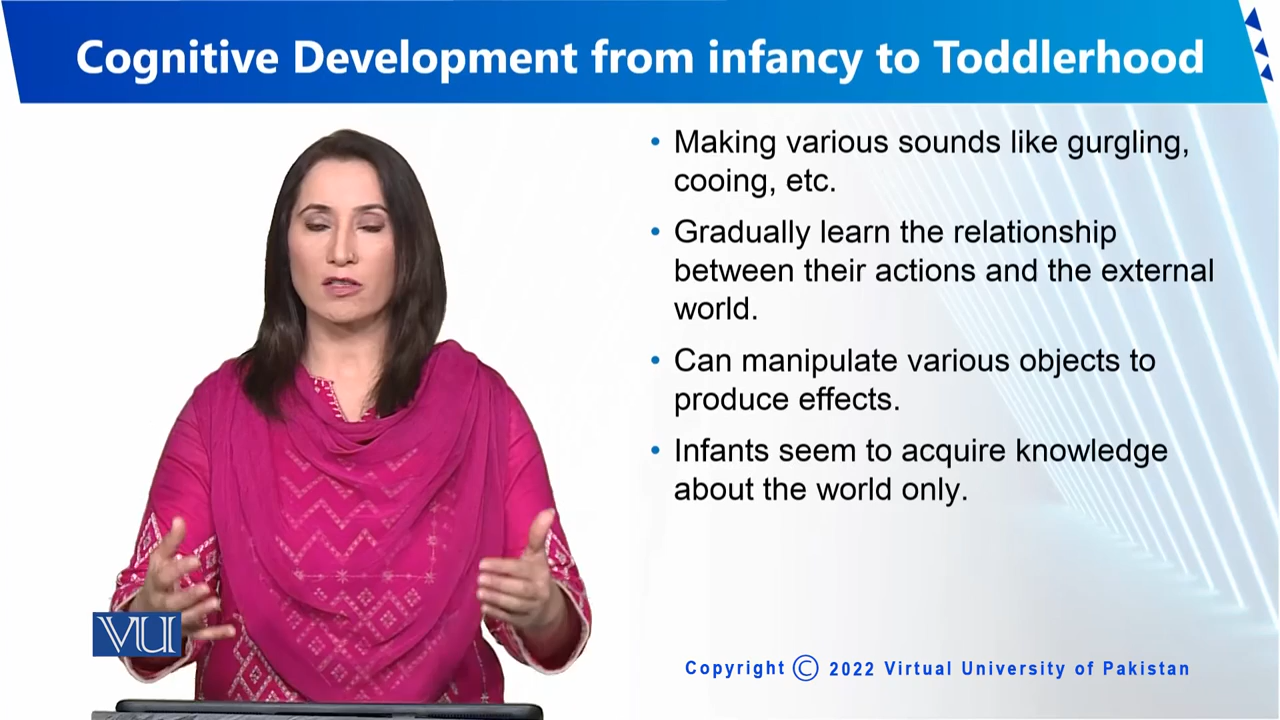 Cognitive Development from infancy to Toddlerhood
• Making various sounds like gurgling,
cooing, etc.
• Gradually learn the relationship
between their actions and the external
world.
• Can manipulate various objects to
produce effects.
• Infants seem to acquire knowledge
about the world only.
VU
Copyright © 2022 Virtual University of Pakistan